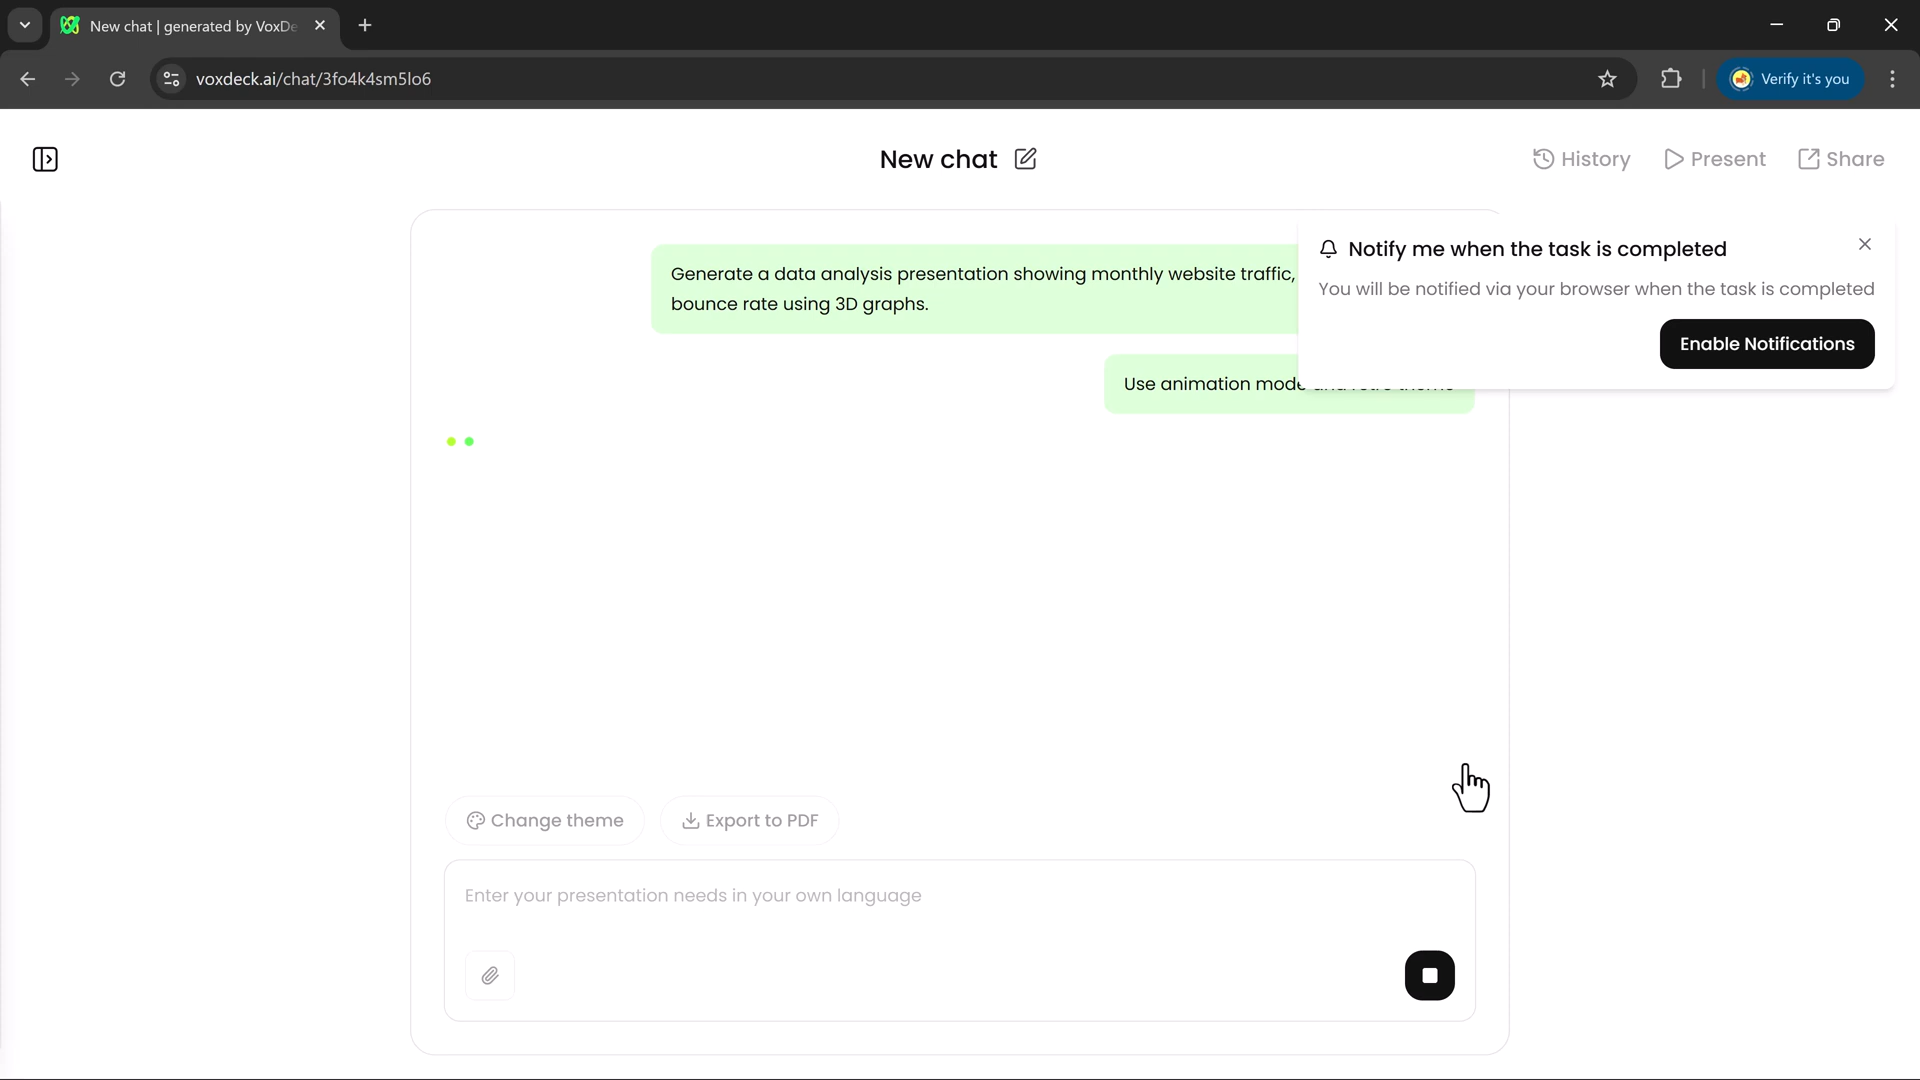 New chat | generated by VoxDe
voxdeck.ai/chat/3fo4k4sm5lo6
Verify it's you
New chat
History
Present
Share
Generate a data analysis presentation showing monthly website traffic,
bounce rate using 3D graphs.
Notify me when the task is completed
You will be notified via your browser when the task is completed
Enable Notifications
Use animation mode and retro theme
Change theme
Export to PDF
Enter your presentation needs in your own language